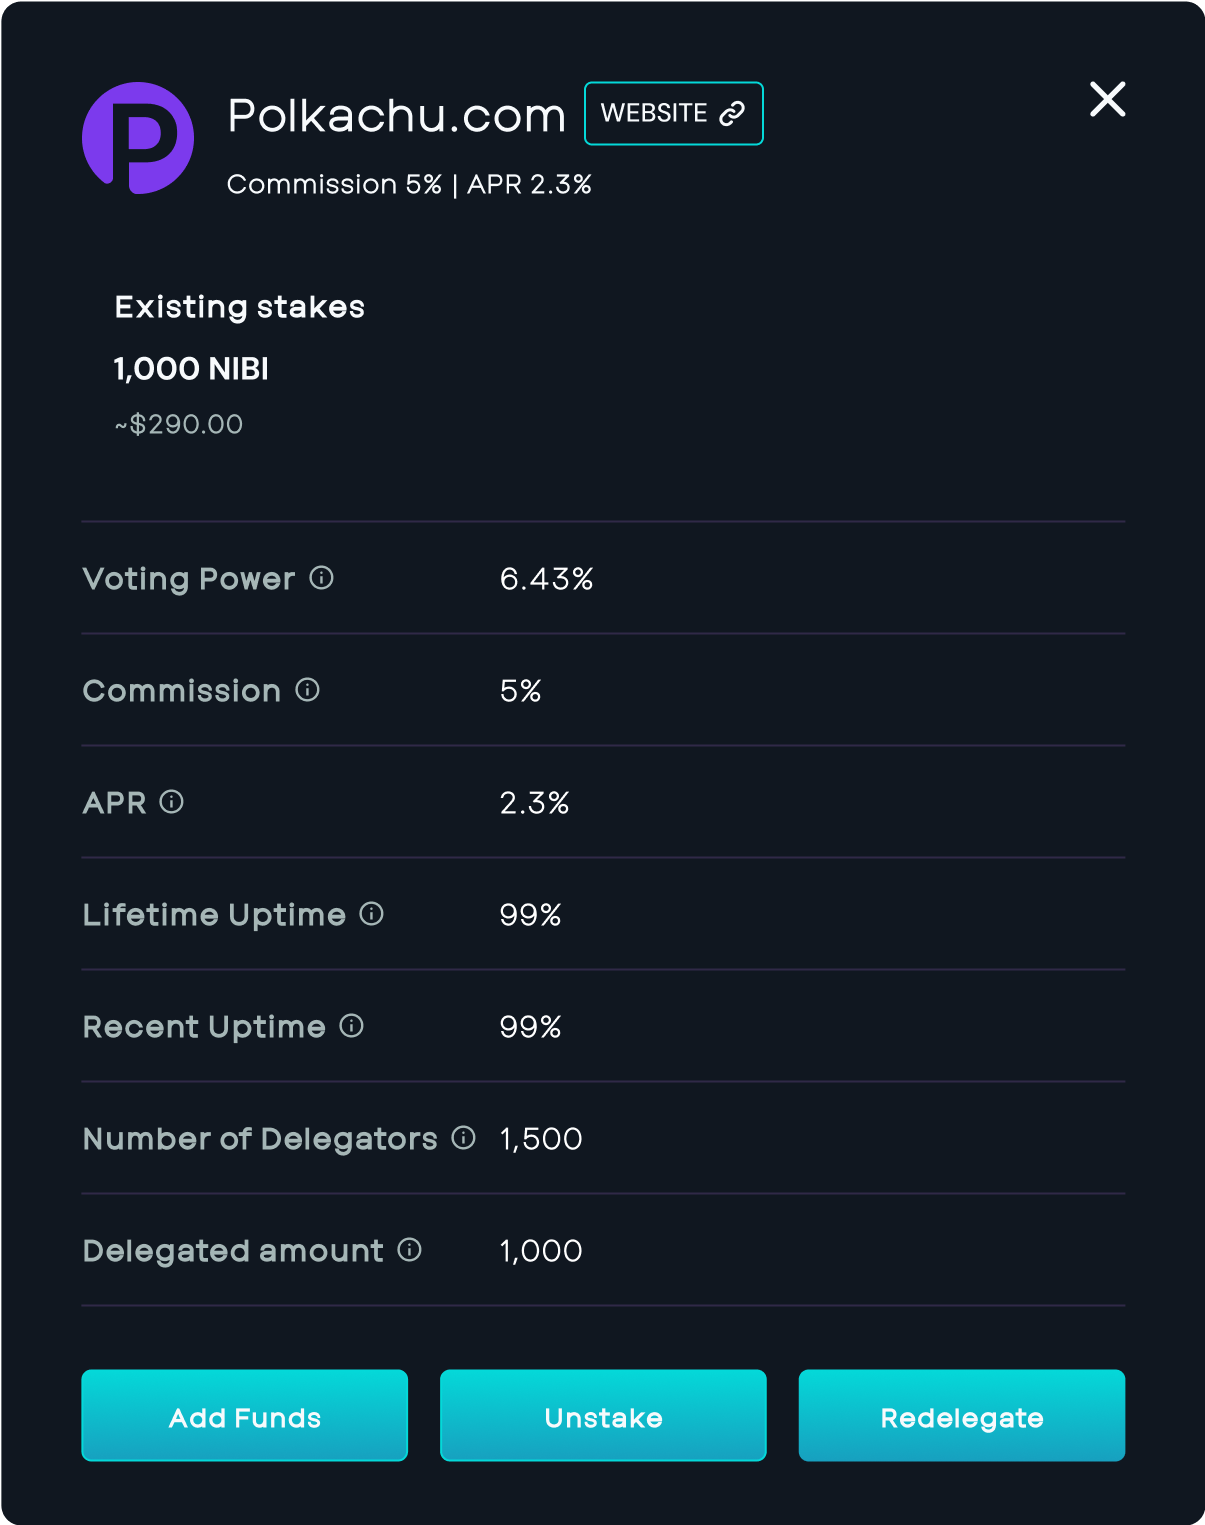 Polkachu.com
WEBSITE
Commission 5% | APR 2.3%
Existing stakes
1,000 NIBI
~$290.00
Voting Power 6.43%
Commission 5%
APR 2.3%
Lifetime Uptime 99%
Recent Uptime 99%
Number of Delegators 1,500
Delegated amount 1,000
Add Funds
Unstake
Redelegate